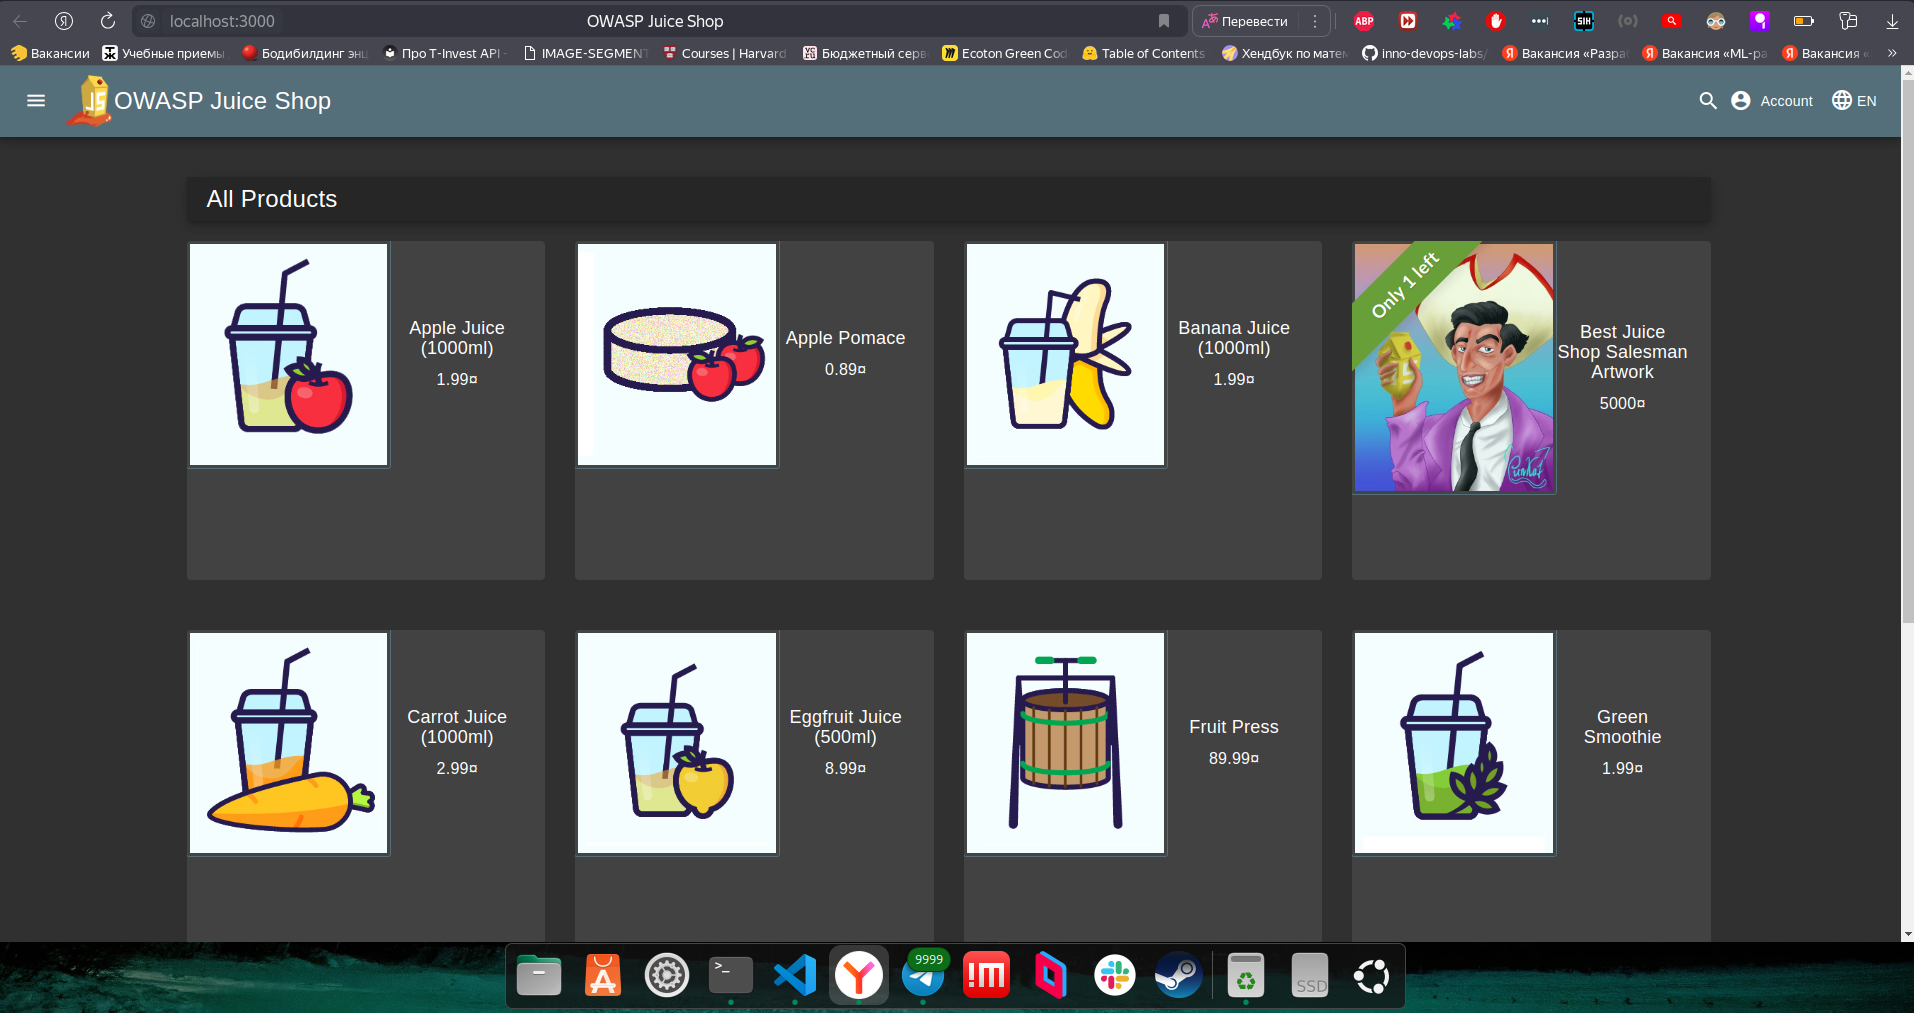 localhost:3000
OWASP Juice Shop
Перевести
ABP
SIH
Вакансии
Учебные приемы
Бодибилдинг энц
Про T-Invest API -
IMAGE-SEGMENT
Courses | Harvard
Бюджетный серв
Ecoton Green Cod
Table of Contents
Хендбук по матем
inno-devops-labs/
Вакансия «Разра
Вакансия «ML-ра
Вакансия «
JS
OWASP Juice Shop
Account
EN
All Products
Apple Juice
(1000ml)
1.99¤
Apple Pomace
0.89¤
Banana Juice
(1000ml)
1.99¤
Only 1 left
Best Juice
Shop Salesman
Artwork
5000¤
Carrot Juice
(1000ml)
2.99¤
Eggfruit Juice
(500ml)
8.99¤
Fruit Press
89.99¤
Green
Smoothie
1.99¤
9999
SSD